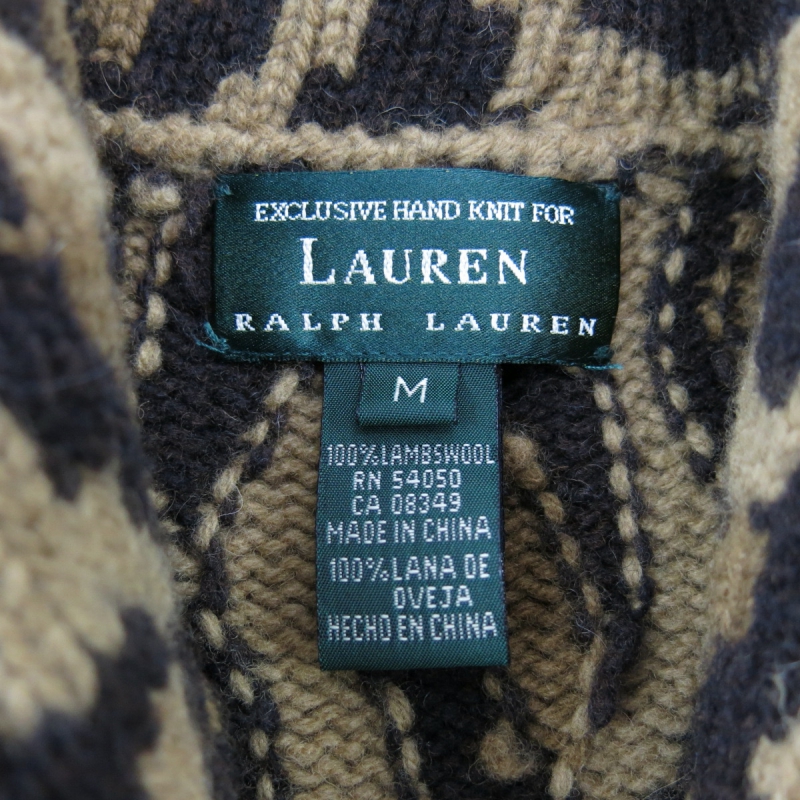 EXCLUSIVE HAND KNIT FOR
LAUREN
RALPH LAUREN
M
100%LAMBSWOOL
RN 54050
CA 08349
MADE IN CHINA
100%LANA DE
OVEJA
HECHO EN CHINA